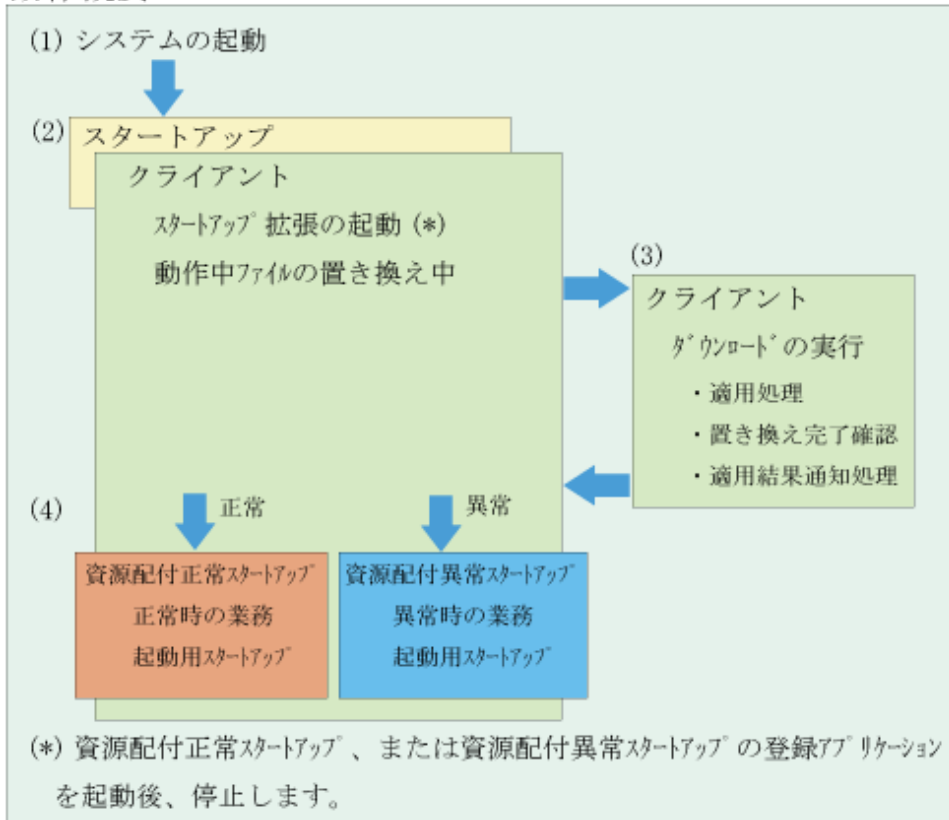 (1) システムの起動
(2) スタートアップ
クライアント
ｽﾀｰﾄｱｯﾌﾟ拡張の起動 (*)
動作中ﾌｧｲﾙの置き換え中
(3)
クライアント
ﾀﾞｳﾝﾛｰﾄﾞの実行
・適用処理
・置き換え完了確認
・適用結果通知処理
(4)
正常
異常
資源配付正常ｽﾀｰﾄｱｯﾌﾟ
正常時の業務
起動用ｽﾀｰﾄｱｯﾌﾟ
資源配付異常ｽﾀｰﾄｱｯﾌﾟ
異常時の業務
起動用ｽﾀｰﾄｱｯﾌﾟ
(*) 資源配付正常ｽﾀｰﾄｱｯﾌﾟ、または資源配付異常ｽﾀｰﾄｱｯﾌﾟの登録ｱﾌﾟﾘｹｰｼｮﾝ
を起動後、停止します。